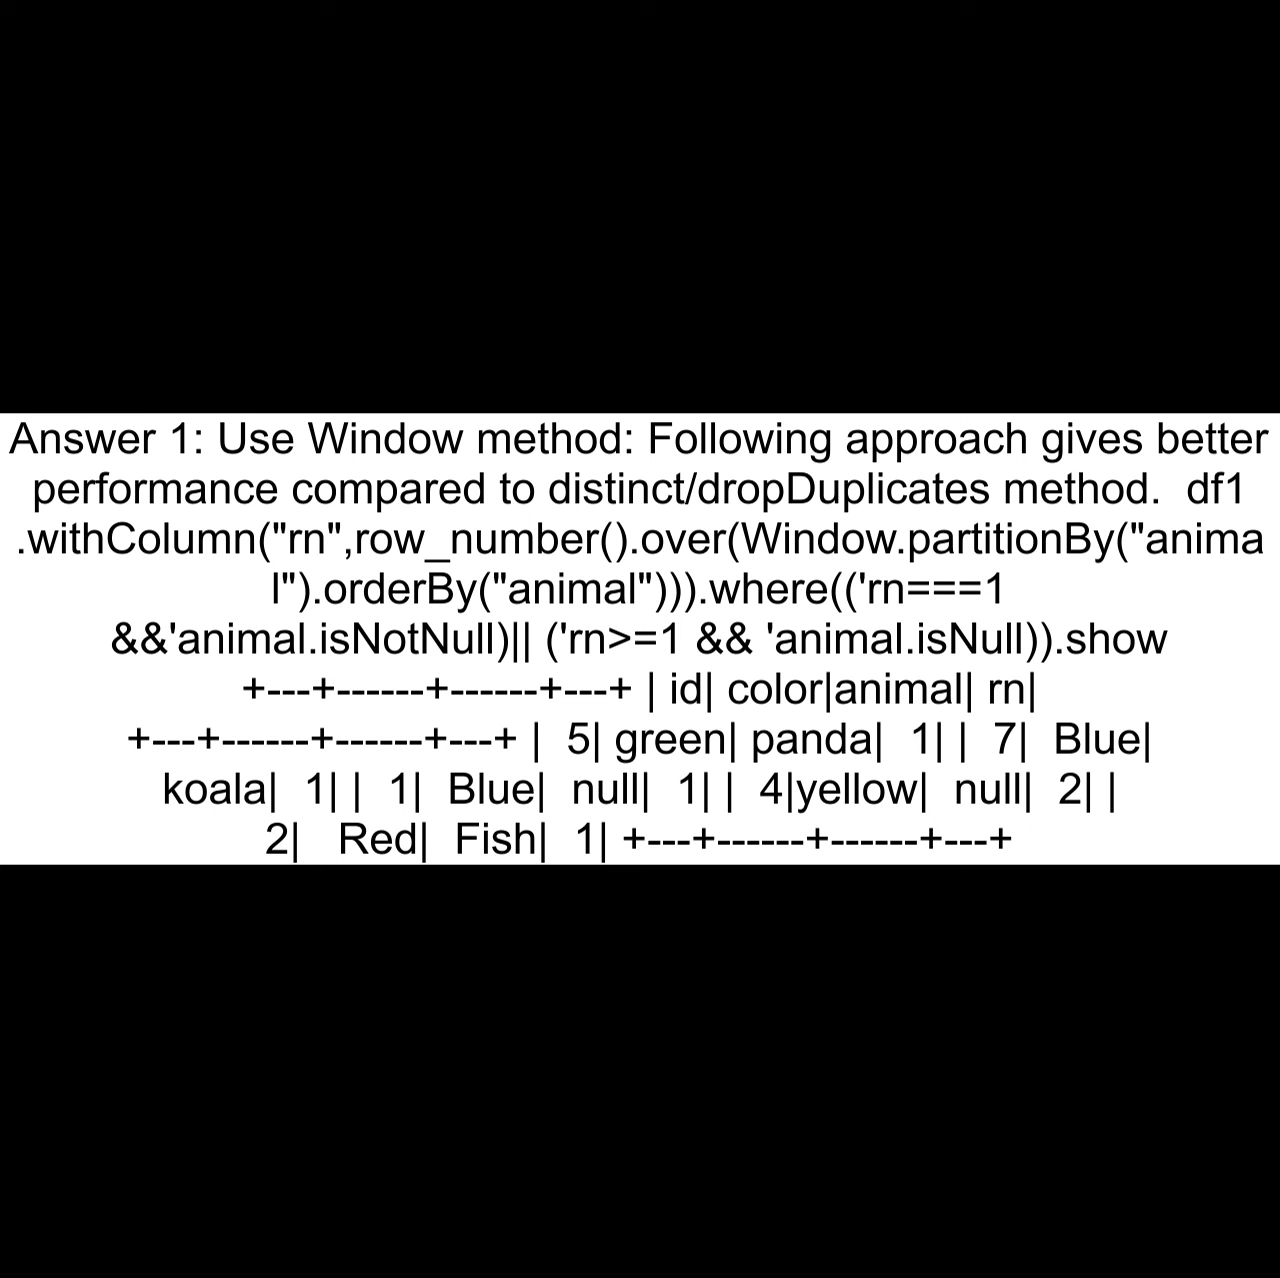 Answer 1: Use Window method: Following approach gives better
performance compared to distinct/dropDuplicates method.  df1
.withColumn("rn",row_number().over(Window.partitionBy("anima
l").orderBy("animal"))).where(('rn===1
&&'animal.isNotNull)|| ('rn>=1 && 'animal.isNull)).show
+---+------+------+---+ | id| color|animal| rn|
+---+------+------+---+ |  5| green| panda|  1| |  7|  Blue|
koala|  1| |  1|  Blue|  null|  1| |  4|yellow|  null|  2| |
2|   Red|  Fish|  1| +---+------+------+---+